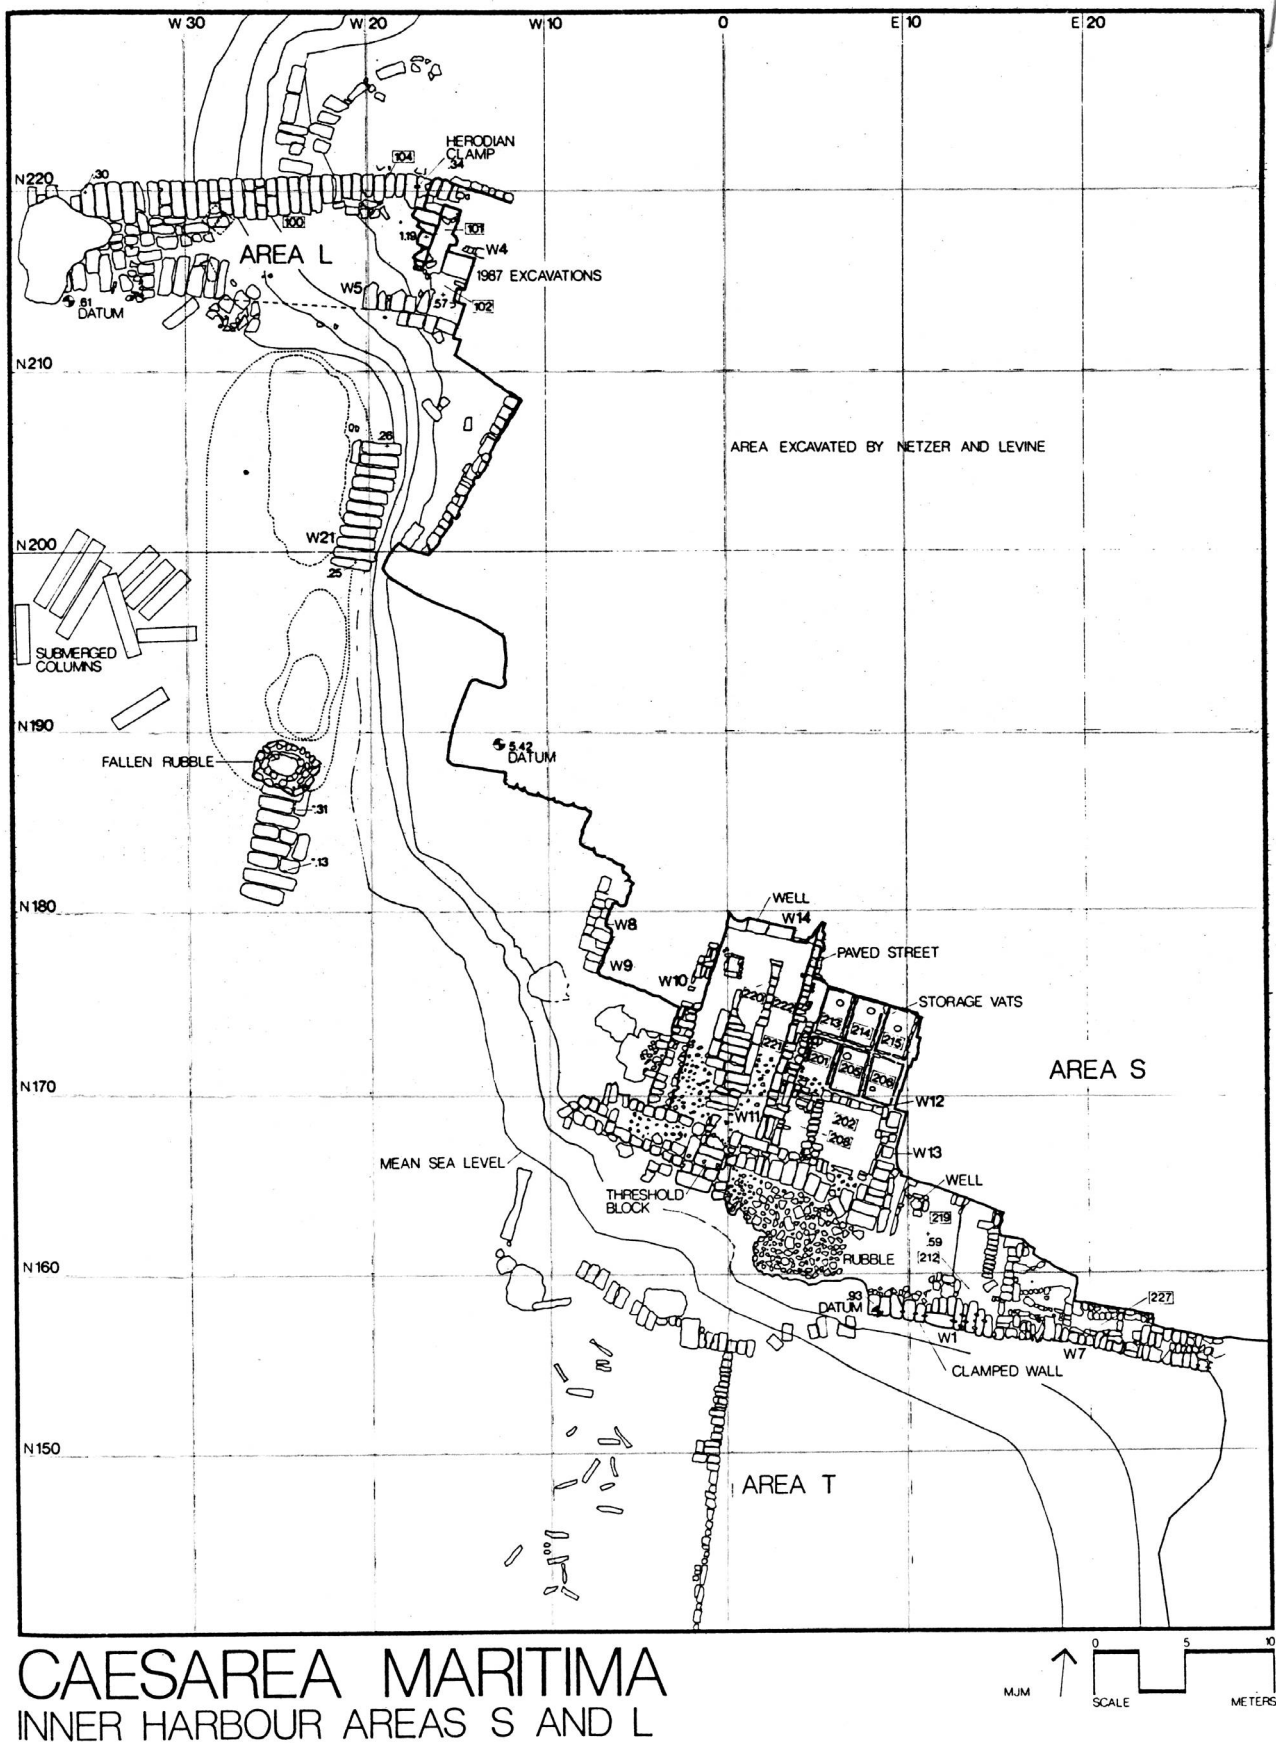 W 30
W 20
W 10
0
E 10
E 20
HERODIAN
CLAMP
.34
104
N220
.30
100
101
1.19
W4
AREA L
1987 EXCAVATIONS
W5
.57
102
.61
DATUM
N210
.26
AREA EXCAVATED BY NETZER AND LEVINE
W21
N200
.25
SUBMERGED
COLUMNS
N190
5.42
DATUM
FALLEN RUBBLE
.31
.13
N180
WELL
W14
W8
PAVED STREET
W9
W10
STORAGE VATS
220
222
213
214
215
221
201
205
206
AREA S
N170
W12
W11
202
208
W13
MEAN SEA LEVEL
WELL
THRESHOLD
BLOCK
219
.59
RUBBLE
212
N160
.93
DATUM
227
W1
W7
CLAMPED WALL
N150
AREA T
CAESAREA MARITIMA
INNER HARBOUR AREAS S AND L
MJM
0
5
10
SCALE
METERS